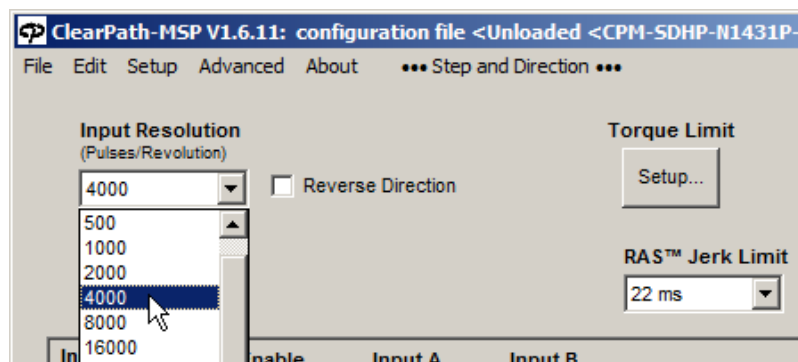 ClearPath-MSP V1.6.11: configuration file <Unloaded <CPM-SDHP-N1431P-
File Edit Setup Advanced About ••• Step and Direction •••
Input Resolution
(Pulses/Revolution)
Torque Limit
4000
Reverse Direction
Setup...
500
1000
2000
4000
8000
16000
RAS™ Jerk Limit
22 ms
In
nable
Input A
Input B